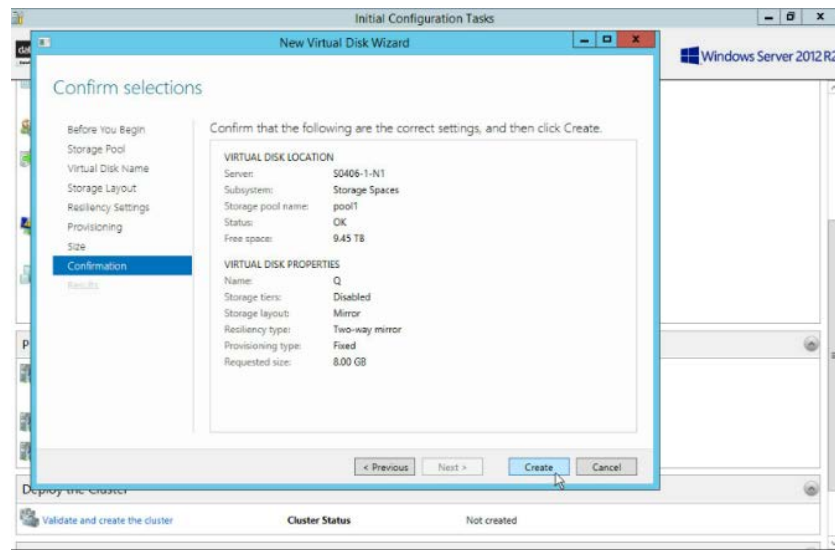 Initial Configuration Tasks
New Virtual Disk Wizard
Windows Server 2012 R2
Confirm selections
Before You Begin
Storage Pool
Virtual Disk Name
Storage Layout
Resiliency Settings
Provisioning
Size
Confirmation
Results
Confirm that the following are the correct settings, and then click Create.
VIRTUAL DISK LOCATION
Server: S0406-1-N1
Subsystem: Storage Spaces
Storage pool name: pool1
Status: OK
Free space: 9.45 TB
VIRTUAL DISK PROPERTIES
Name: Q
Storage tiers: Disabled
Storage layout: Mirror
Resiliency type: Two-way mirror
Provisioning type: Fixed
Requested size: 8.00 GB
< Previous Next > Create Cancel
Deploy the Cluster
Validate and create the cluster Cluster Status Not created